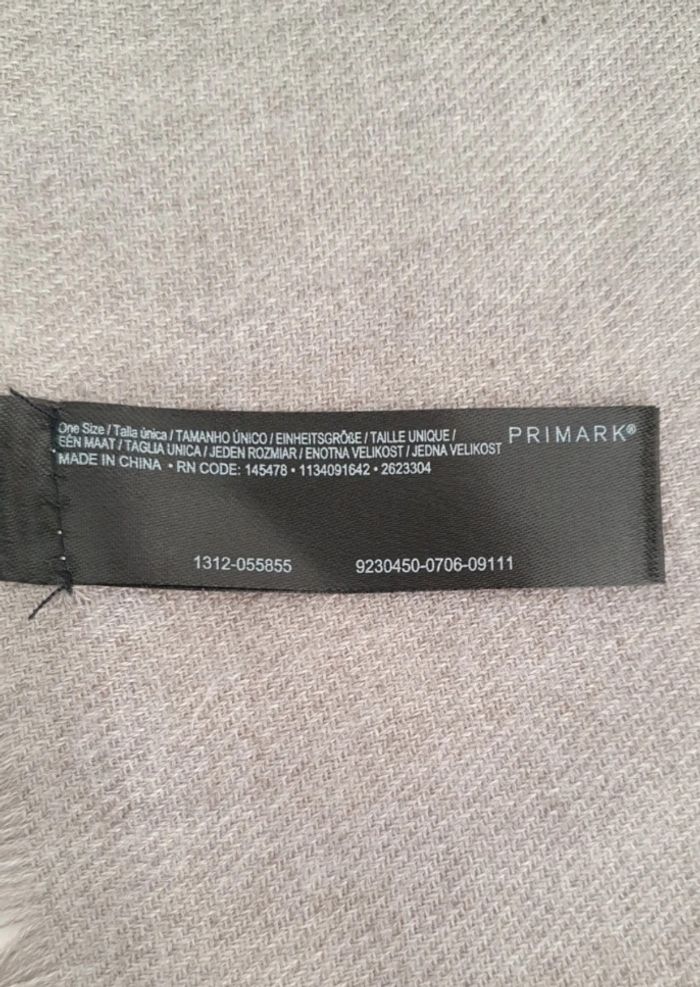 One Size / Talla única / TAMANHO ÚNICO / EINHEITSGRÖßE / TAILLE UNIQUE /
ÉÉN MAAT / TAGLIA UNICA / JEDEN ROZMIAR / ENOTNA VELIKOST / JEDNA VELIKOST
MADE IN CHINA • RN CODE: 145478 • 1134091642 • 2623304
PRIMARK®
1312-055855 9230450-0706-09111